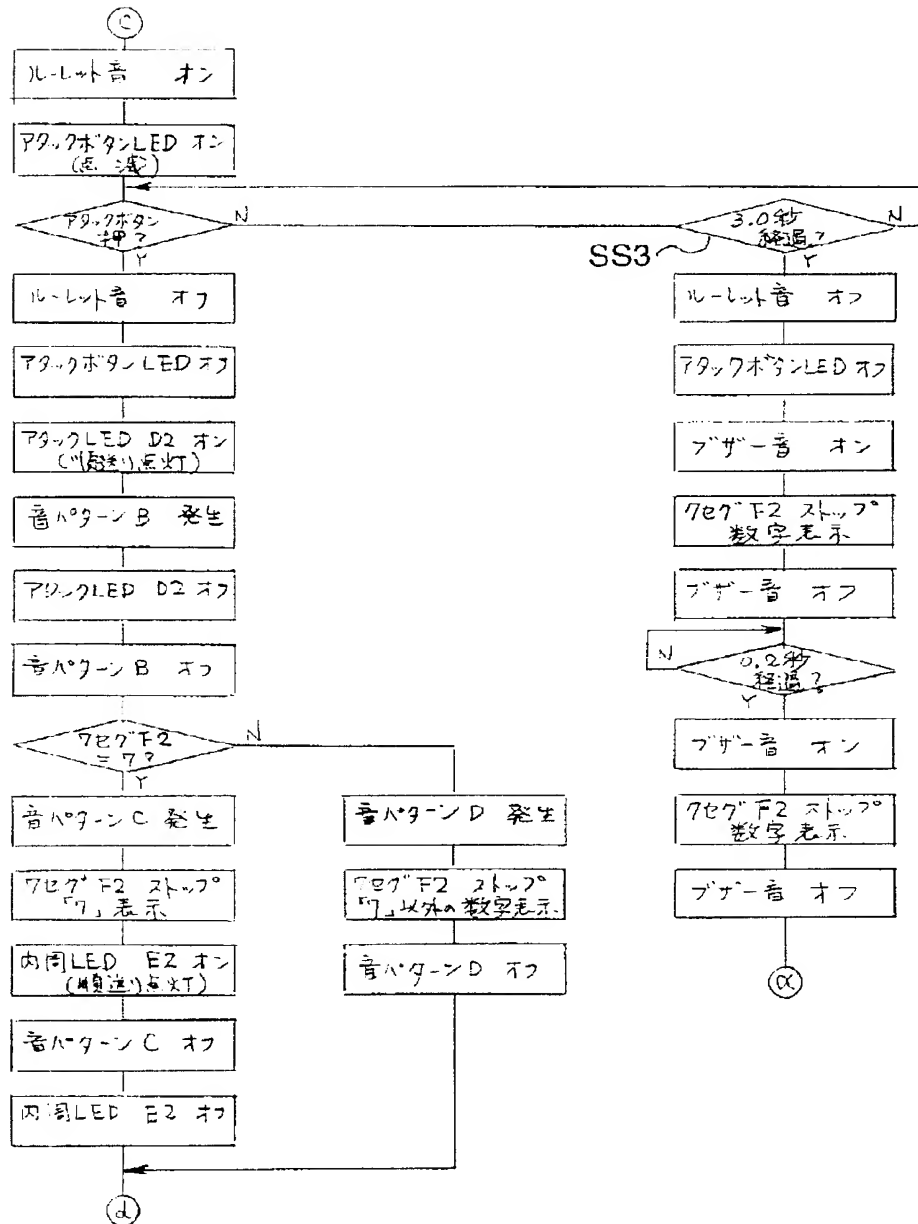 C
ルーレット音 オン
アタックボタンLED オン
(点滅)
アタックボタン
押?
N
Y
ルーレット音 オフ
アタックボタンLED オフ
アタックLED D2 オン
(順送り点灯)
音パターンB 発生
アタックLED D2 オフ
音パターンB オフ
7セグF2
=7?
N
Y
音パターンC 発生
7セグF2 ストップ
「7」表示
内周LED E2 オン
(順送り点灯)
音パターンC オフ
内周LED E2 オフ
d
音パターンD 発生
7セグF2 ストップ
「7」以外の数字表示
音パターンD オフ
3.0秒
経過?
N
SS3
Y
ルーレット音 オフ
アタックボタンLED オフ
ブザー音 オン
7セグF2 ストップ
数字表示
ブザー音 オフ
N
0.2秒
経過?
Y
ブザー音 オン
7セグF2 ストップ
数字表示
ブザー音 オフ
α